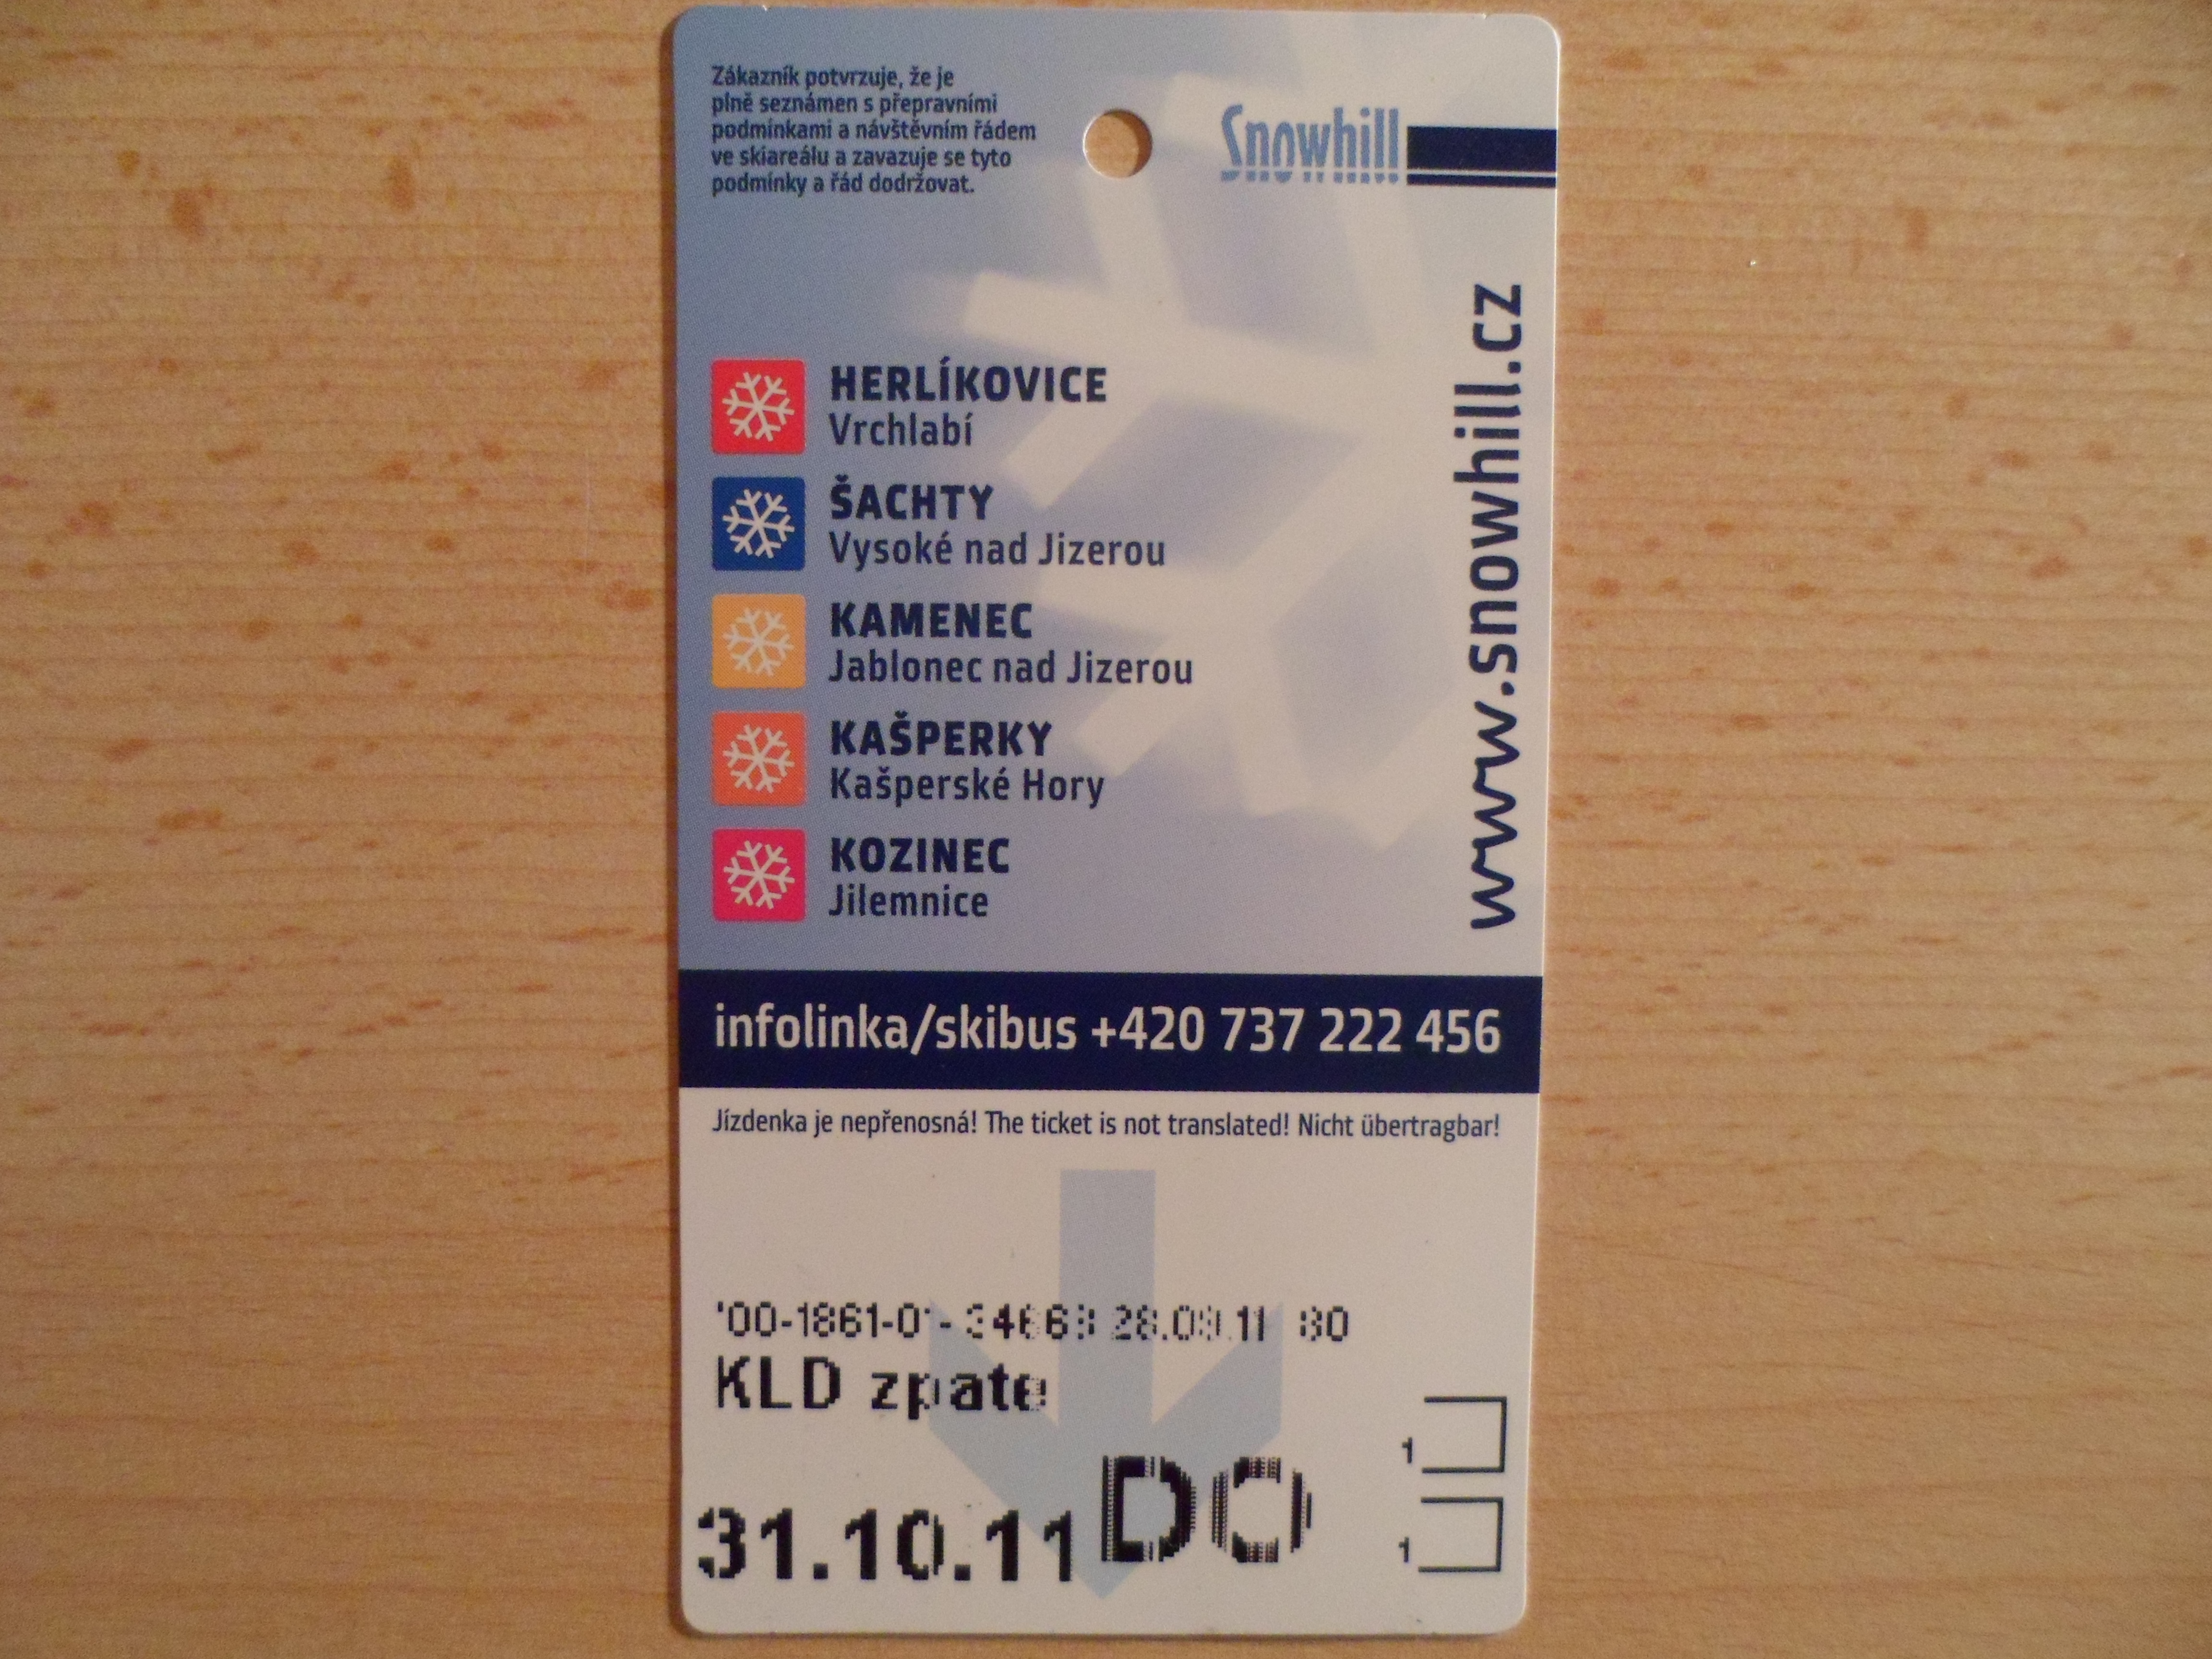 Zákazník potvrzuje, že je
plně seznámen s přepravními
podmínkami a návštěvním řádem
ve skiareálu a zavazuje se tyto
podmínky a řád dodržovat.
Snowhill
www.snowhill.cz
HERLÍKOVICE
Vrchlabí
ŠACHTY
Vysoké nad Jizerou
KAMENEC
Jablonec nad Jizerou
KAŠPERKY
Kašperské Hory
KOZINEC
Jilemnice
infolinka/skibus +420 737 222 456
Jízdenka je nepřenosná! The ticket is not translated! Nicht übertragbar!
KLD zpate
31.10.11 DO
1
1